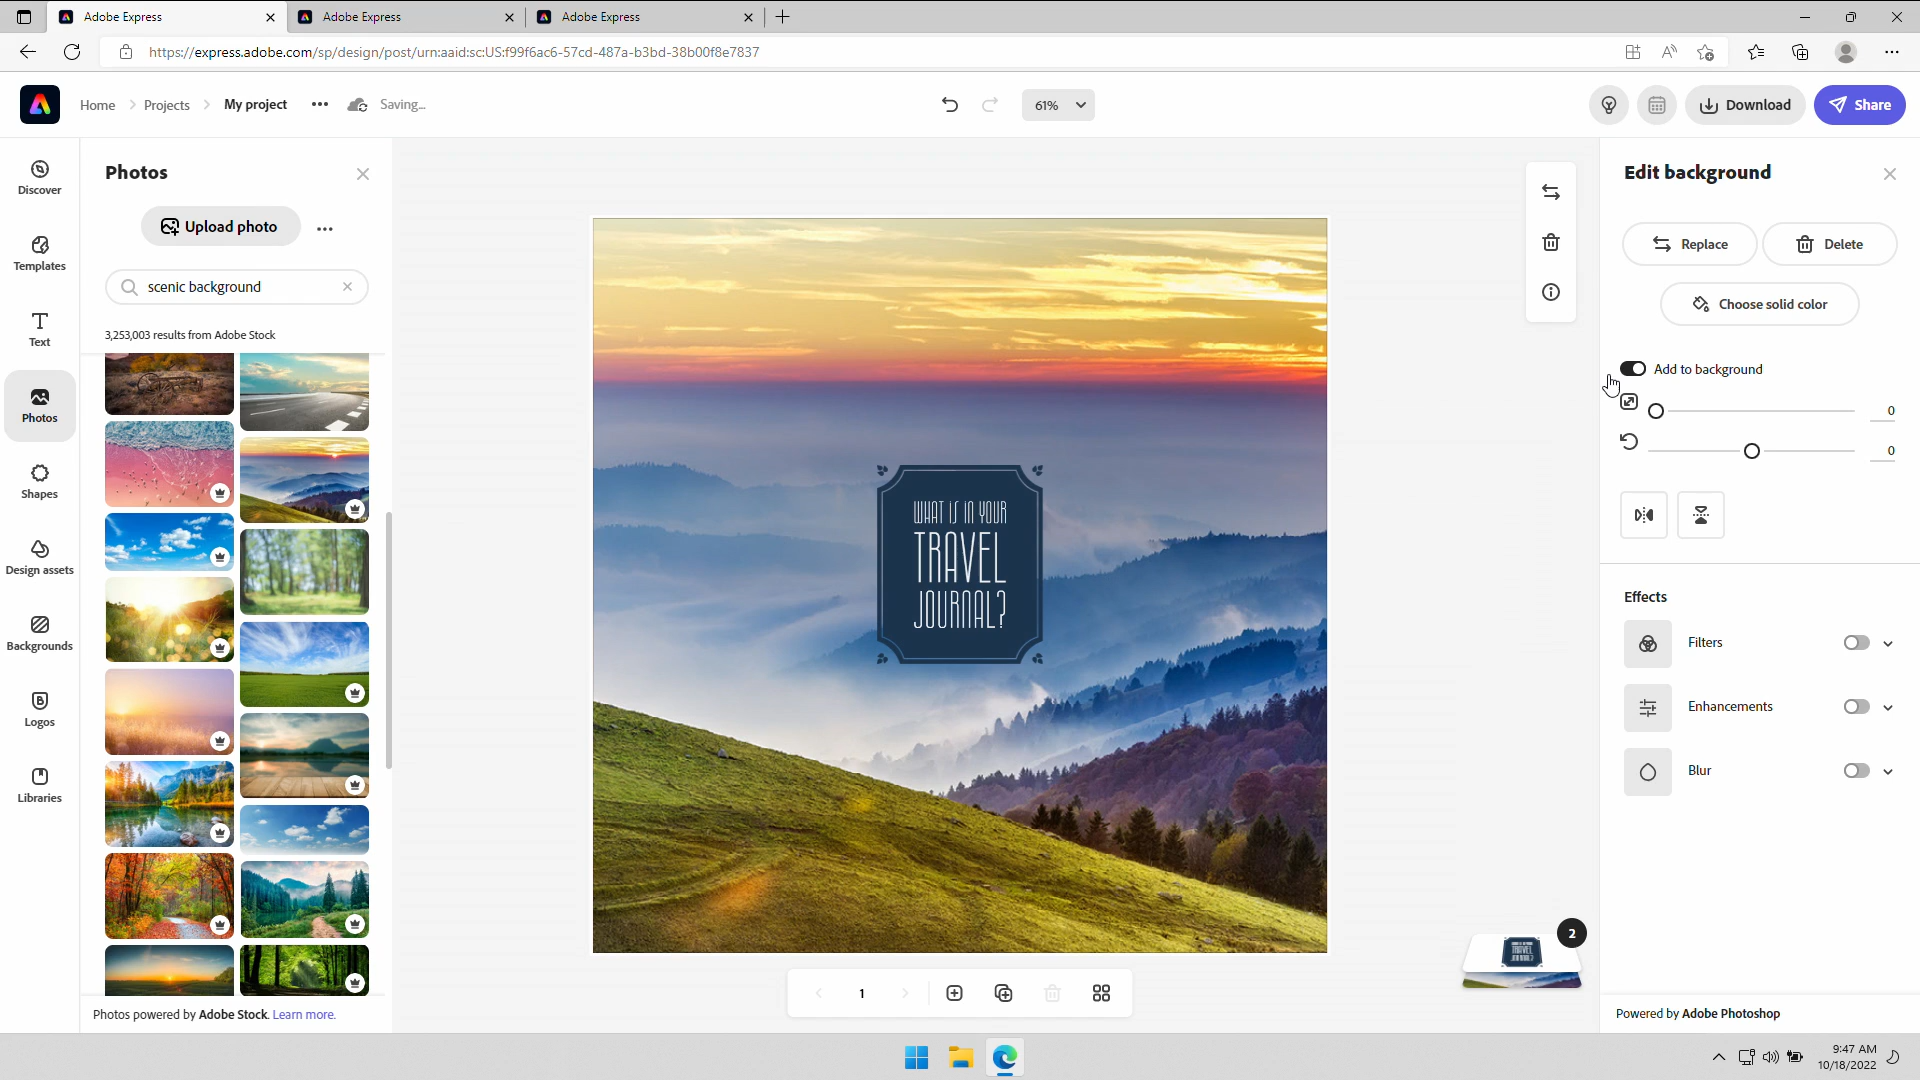 Adobe Express
Adobe Express
Adobe Express
https://express.adobe.com/sp/design/post/urn:aaid:sc:US:f99f6ac6-57cd-487a-b3bd-38b00f8e7837
Home
Projects
My project
Saving...
61%
Download
Share
Discover
Templates
Text
Photos
Shapes
Design assets
Backgrounds
Logos
Libraries
Photos
Upload photo
scenic background
3,253,003 results from Adobe Stock
Photos powered by Adobe Stock. Learn more.
WHAT IS IN YOUR
TRAVEL
JOURNAL?
1
2
Edit background
Replace
Delete
Choose solid color
Add to background
0
0
Effects
Filters
Enhancements
Blur
Powered by Adobe Photoshop
9:47 AM
10/18/2022